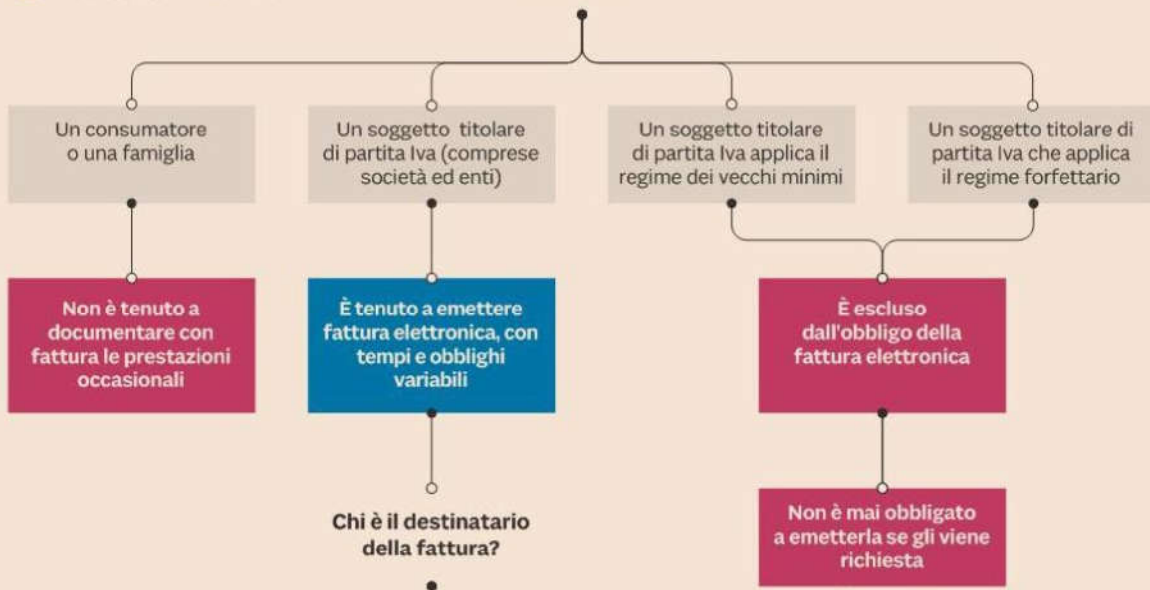 Un consumatore
o una famiglia
Un soggetto titolare
di partita Iva (comprese
società ed enti)
Un soggetto titolare
di partita Iva applica il
regime dei vecchi minimi
Un soggetto titolare di
partita Iva che applica
il regime forfettario
Non è tenuto a
documentare con
fattura le prestazioni
occasionali
È tenuto a emettere
fattura elettronica, con
tempi e obblighi
variabili
È escluso
dall'obbligo della
fattura elettronica
Chi è il destinatario
della fattura?
Non è mai obbligato
a emetterla se gli viene
richiesta